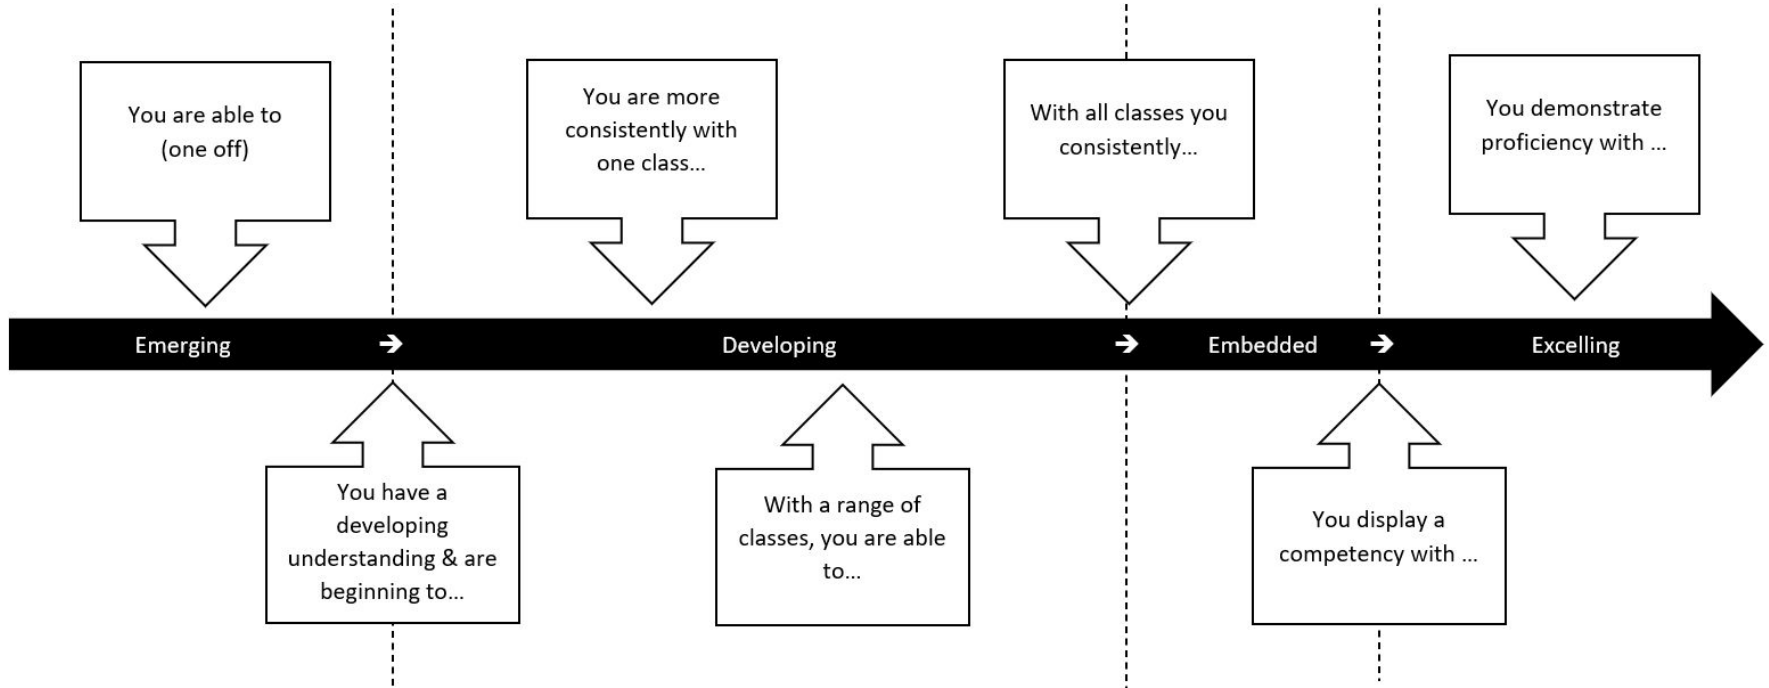 You are able to
(one off)
You are more
consistently with
one class...
With all classes you
consistently...
You demonstrate
proficiency with ...
Emerging
→
Developing
→
Embedded
→
Excelling
You have a
developing
understanding & are
beginning to...
With a range of
classes, you are able
to...
You display a
competency with ...